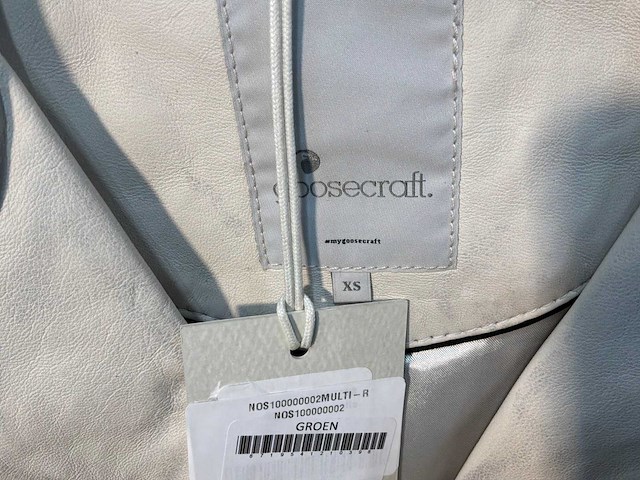 goosecraft.
#mygoosecraft
XS
NOS100000002MULTI-R
NOS100000002
GROEN